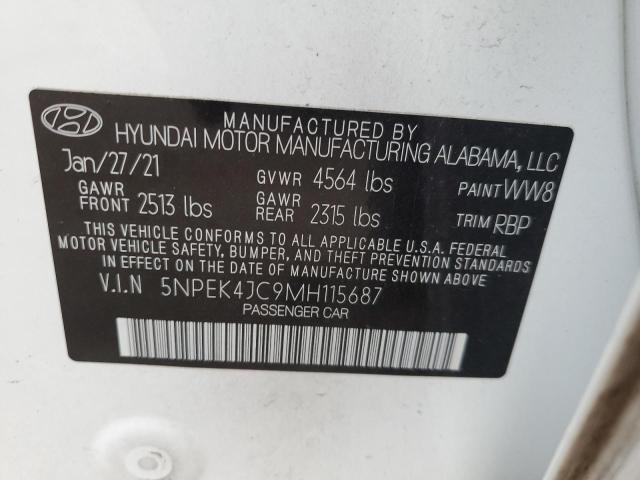 MANUFACTURED BY
HYUNDAI MOTOR MANUFACTURING ALABAMA, LLC
Jan/27/21 GVWR 4564 lbs PAINT WW8
GAWR FRONT 2513 lbs GAWR REAR 2315 lbs TRIM RBP
THIS VEHICLE CONFORMS TO ALL APPLICABLE U.S.A. FEDERAL
MOTOR VEHICLE SAFETY, BUMPER, AND THEFT PREVENTION STANDARDS
IN EFFECT ON THE DATE OF MANUFACTURE SHOWN ABOVE
V.I.N 5NPEK4JC9MH115687
PASSENGER CAR